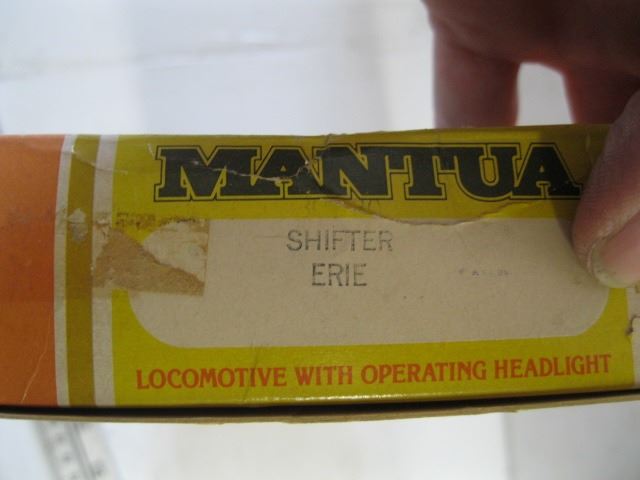 MANTUA
SHIFTER
ERIE
LOCOMOTIVE WITH OPERATING HEADLIGHT